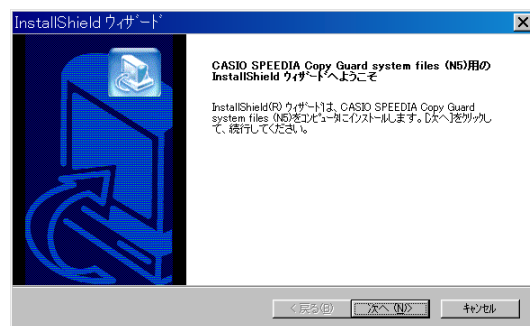 InstallShield ウィザード
CASIO SPEEDIA Copy Guard system files (N5)用の
InstallShield ウィザードへようこそ
InstallShield(R) ウィザードは、CASIO SPEEDIA Copy Guard
system files (N5)をコンピュータにインストールします。[次へ]をクリックし
て、続行してください。
< 戻る(B)
次へ (N)>
キャンセル